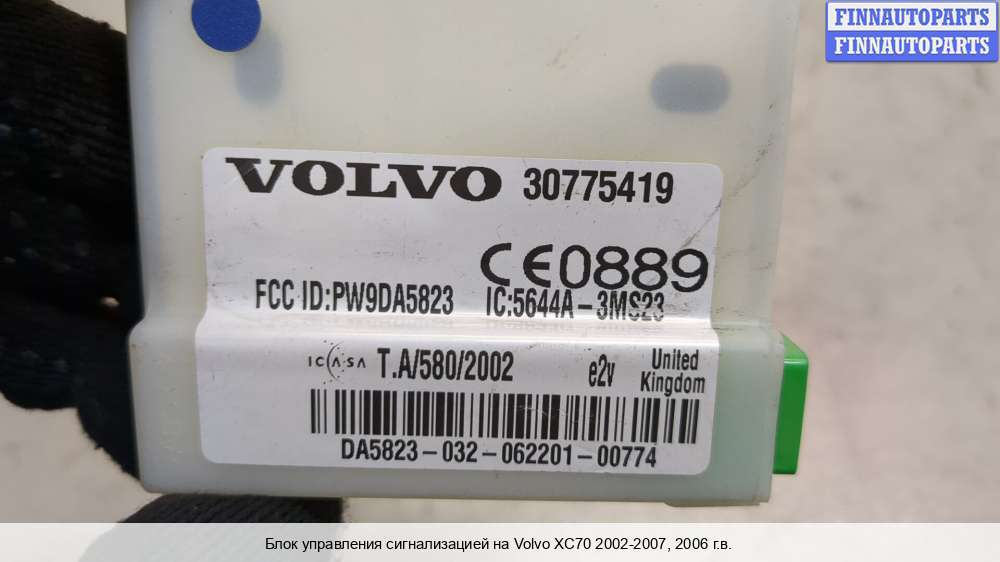 FINNAUTOPARTS
FINNAUTOPARTS
VOLVO 30775419
CE0889
FCC ID:PW9DA5823 IC:5644A-3MS23
ICASA T.A/580/2002 e2v United Kingdom
DA5823-032-062201-00774
Блок управления сигнализацией на Volvo XC70 2002-2007, 2006 г.в.